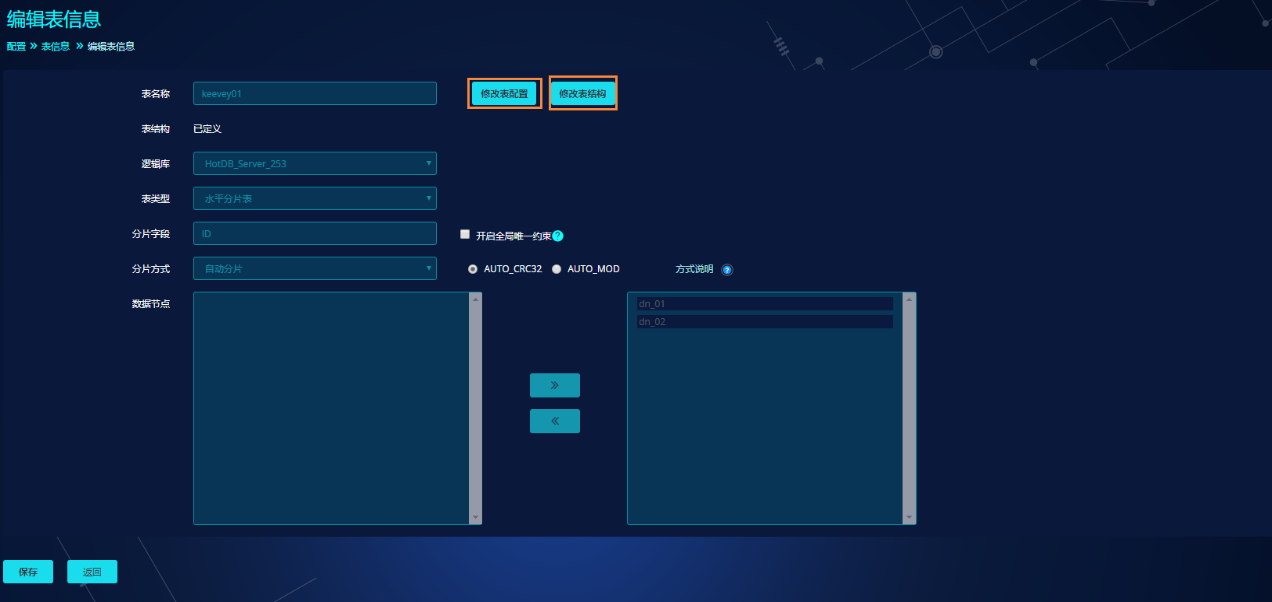 编辑表信息
配置 » 表信息 » 编辑表信息
表名称 keevey01 修改表配置 修改表结构
表结构 已定义
逻辑库 HotDB_Server_253
表类型 水平分片表
分片字段 ID 开启全局唯一约束 ?
分片方式 自动分片 AUTO_CRC32 AUTO_MOD 方式说明 ?
数据节点 dn_01
dn_02
»
«
保存 返回